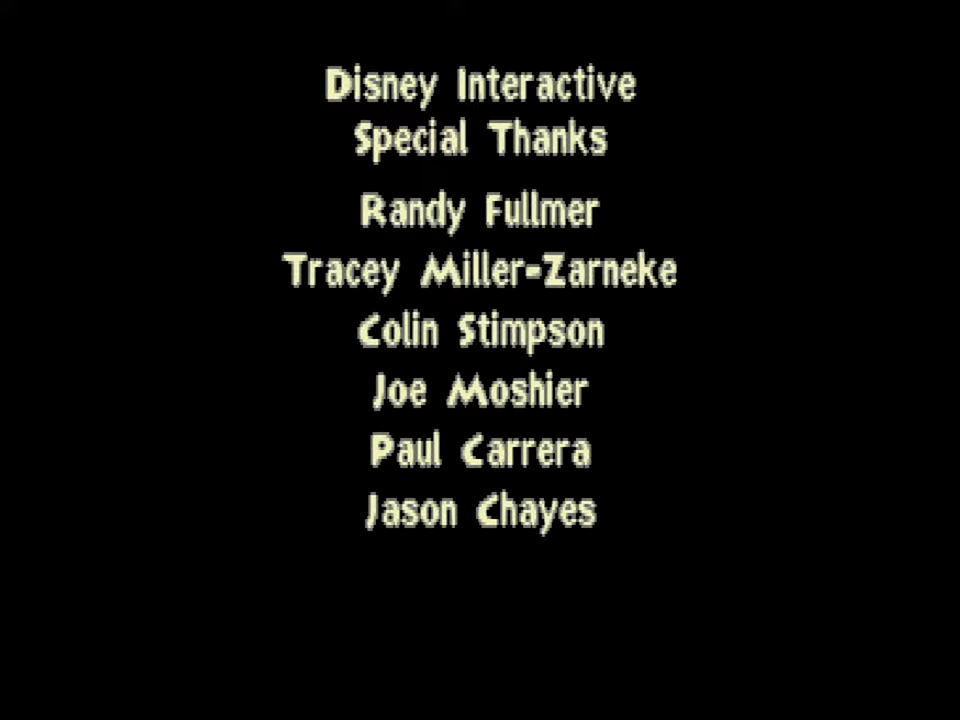 Disney Interactive
Special Thanks
Randy Fullmer
Tracey Miller-Zarneke
Colin Stimpson
Joe Moshier
Paul Carrera
Jason Chayes